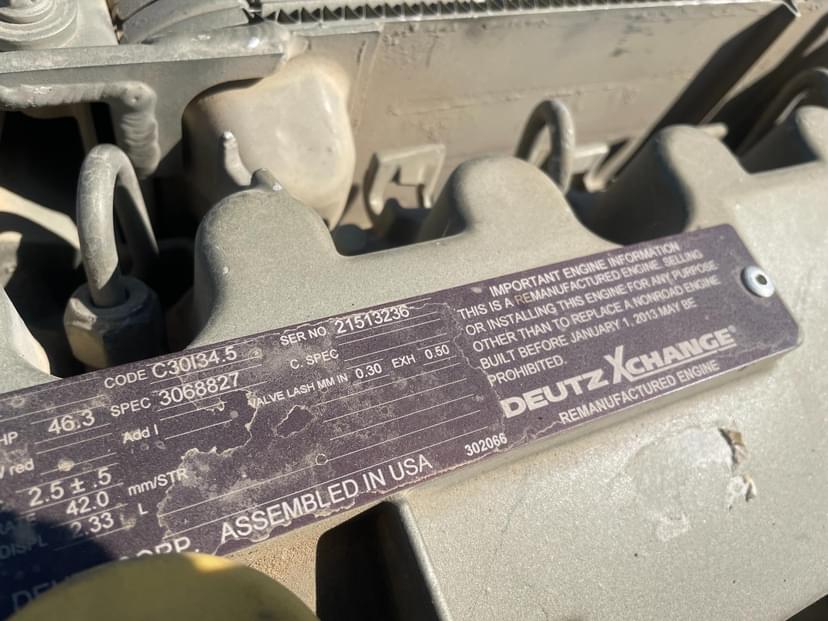 CODE C30I34.5 SER NO. 21513236
HP 46.3 SPEC 3068827 C. SPEC
red Add I VALVE LASH MM IN 0.30 EXH 0.50
2.5 ± .5 mm/STR
42.0
DISPL 2.33 L
CORP. ASSEMBLED IN USA 302066
IMPORTANT ENGINE INFORMATION
THIS IS A REMANUFACTURED ENGINE. SELLING
OR INSTALLING THIS ENGINE FOR ANY PURPOSE
OTHER THAN TO REPLACE A NONROAD ENGINE
BUILT BEFORE JANUARY 1, 2013 MAY BE
PROHIBITED.
DEUTZ XCHANGE®
REMANUFACTURED ENGINE